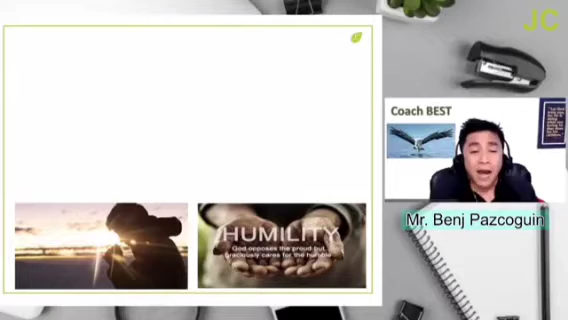 JC
Coach BEST
HUMILITY
God opposes the proud but
graciously cares for the humble
Mr. Benj Pazcoguin